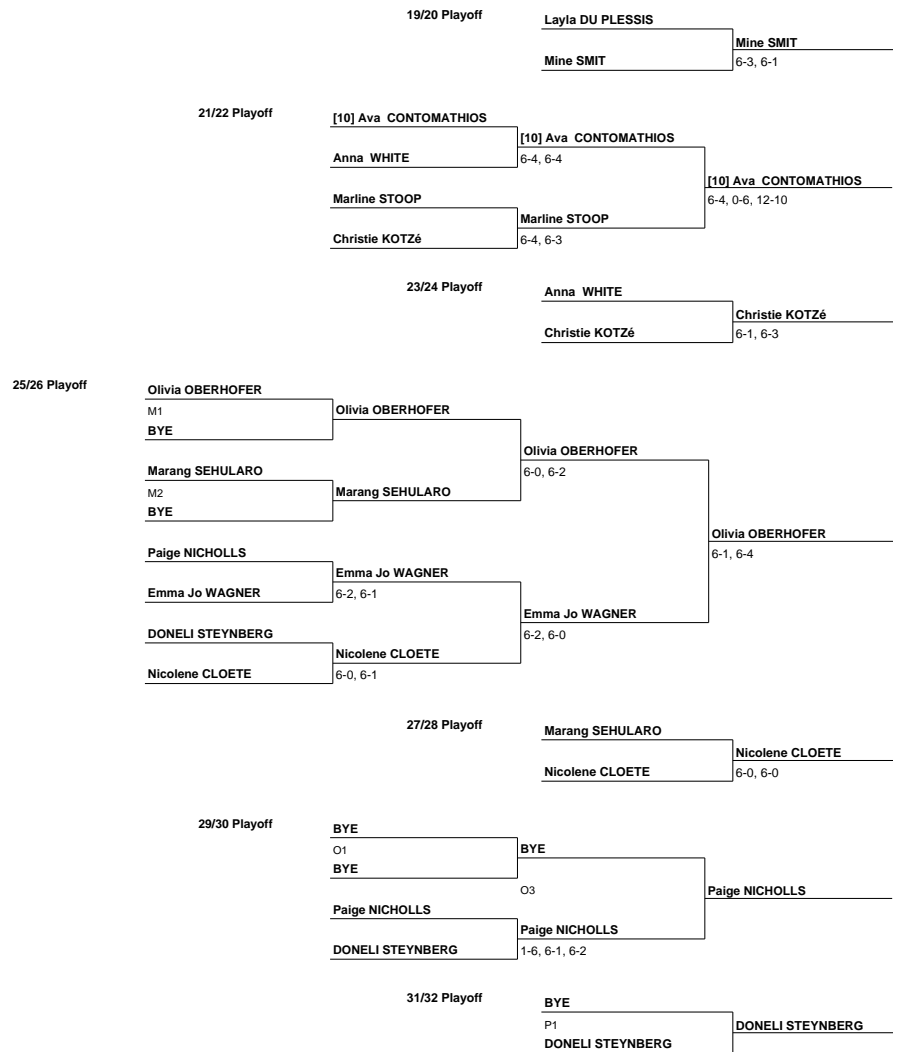 19/20 Playoff
Layla DU PLESSIS
Mine SMIT
Mine SMIT
6-3, 6-1
21/22 Playoff
[10] Ava CONTOMATHIOS
[10] Ava CONTOMATHIOS
Anna WHITE
6-4, 6-4
[10] Ava CONTOMATHIOS
Marline STOOP
6-4, 0-6, 12-10
Marline STOOP
Christie KOTZé
6-4, 6-3
23/24 Playoff
Anna WHITE
Christie KOTZé
Christie KOTZé
6-1, 6-3
25/26 Playoff
Olivia OBERHOFER
M1
Olivia OBERHOFER
BYE
Olivia OBERHOFER
Marang SEHULARO
6-0, 6-2
M2
Marang SEHULARO
BYE
Olivia OBERHOFER
Paige NICHOLLS
6-1, 6-4
Emma Jo WAGNER
Emma Jo WAGNER
6-2, 6-1
Emma Jo WAGNER
DONELI STEYNBERG
6-2, 6-0
Nicolene CLOETE
Nicolene CLOETE
6-0, 6-1
27/28 Playoff
Marang SEHULARO
Nicolene CLOETE
Nicolene CLOETE
6-0, 6-0
29/30 Playoff
BYE
O1
BYE
BYE
O3
Paige NICHOLLS
Paige NICHOLLS
Paige NICHOLLS
DONELI STEYNBERG
1-6, 6-1, 6-2
31/32 Playoff
BYE
P1
DONELI STEYNBERG
DONELI STEYNBERG